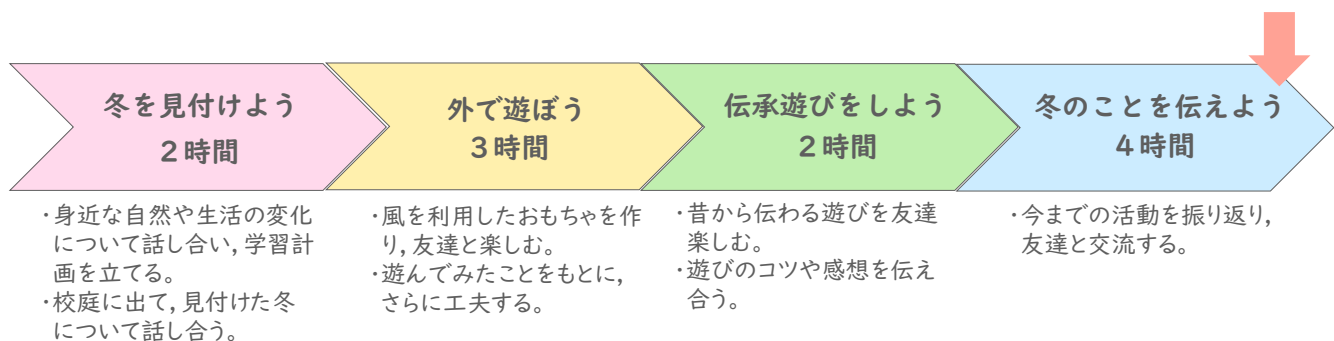 冬を見付けよう
2時間
外で遊ぼう
3時間
伝承遊びをしよう
2時間
冬のことを伝えよう
4時間
・身近な自然や生活の変化
について話し合い,学習計
画を立てる。
・校庭に出て,見付けた冬
について話し合う。
・風を利用したおもちゃを作
り,友達と楽しむ。
・遊んでみたことをもとに,
さらに工夫する。
・昔から伝わる遊びを友達
楽しむ。
・遊びのコツや感想を伝え
合う。
・今までの活動を振り返り,
友達と交流する。